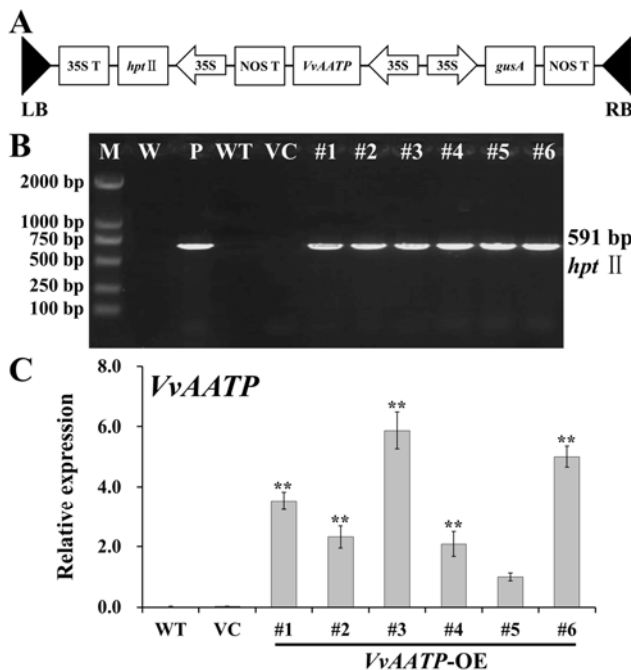 A
35S T hpt II 35S NOS T VvAATP 35S 35S gusA NOS T
LB RB
B
M W P WT VC #1 #2 #3 #4 #5 #6
2000 bp
1000 bp
750 bp
500 bp
250 bp
100 bp
591 bp
hpt II
C
VvAATP
Relative expression
8.0
6.0
4.0
2.0
0.0
** ** ** ** **
WT VC #1 #2 #3 #4 #5 #6
VvAATP-OE